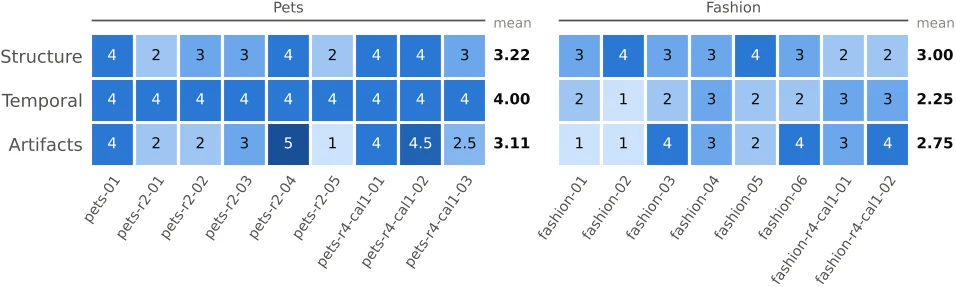 Pets Fashion
mean mean
Structure 4 2 3 3 4 2 4 4 3 3.22 3 4 3 3 4 3 2 2 3.00
Temporal 4 4 4 4 4 4 4 4 4 4.00 2 1 2 3 2 2 3 3 2.25
Artifacts 4 2 2 3 5 1 4 4.5 2.5 3.11 1 1 4 3 2 4 3 4 2.75
pets-01
pets-r2-01
pets-r2-02
pets-r2-03
pets-r2-04
pets-r2-05
pets-r4-cal1-01
pets-r4-cal1-02
pets-r4-cal1-03
fashion-01
fashion-02
fashion-03
fashion-04
fashion-05
fashion-06
fashion-r4-cal1-01
fashion-r4-cal1-02